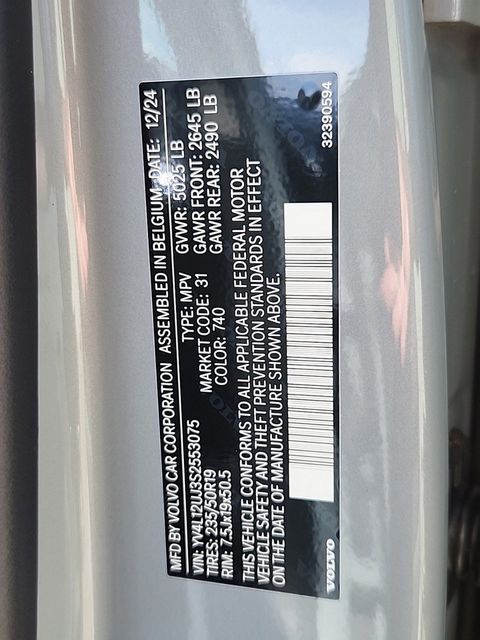 MFD BY VOLVO CAR CORPORATION ASSEMBLED IN BELGIUM DATE: 12/24
VIN: YV4L12UU3S2553075 TYPE: MPV GVWR: 5025 LB
TIRES: 235/50R19 MARKET CODE: 31 GAWR FRONT: 2645 LB
RIM: 7.5Jx19x50.5 COLOR: 740 GAWR REAR: 2490 LB
THIS VEHICLE CONFORMS TO ALL APPLICABLE FEDERAL MOTOR
VEHICLE SAFETY AND THEFT PREVENTION STANDARDS IN EFFECT
ON THE DATE OF MANUFACTURE SHOWN ABOVE.
VOLVO 32390594